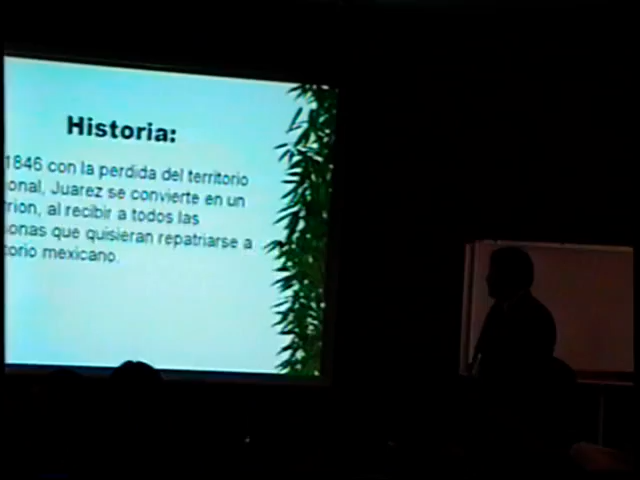 Historia:
1846 con la perdida del territorio
onal, Juarez se convierte en un
rion, al recibir a todos las
onas que quisieran repatriarse a
torio mexicano.